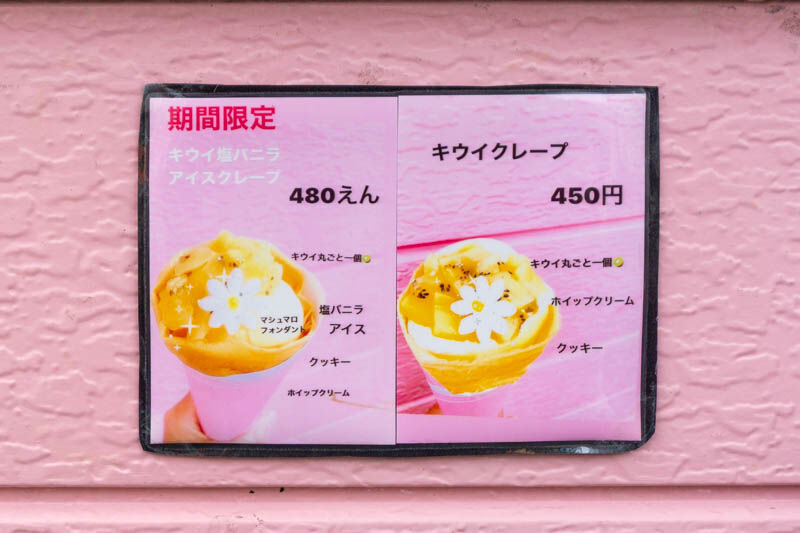 期間限定
キウイ塩バニラ
アイスクレープ
480えん
キウイ丸ごと一個
マシュマロ
フォンダント
塩バニラ
アイス
クッキー
ホイップクリーム
キウイクレープ
450円
キウイ丸ごと一個
ホイップクリーム
クッキー